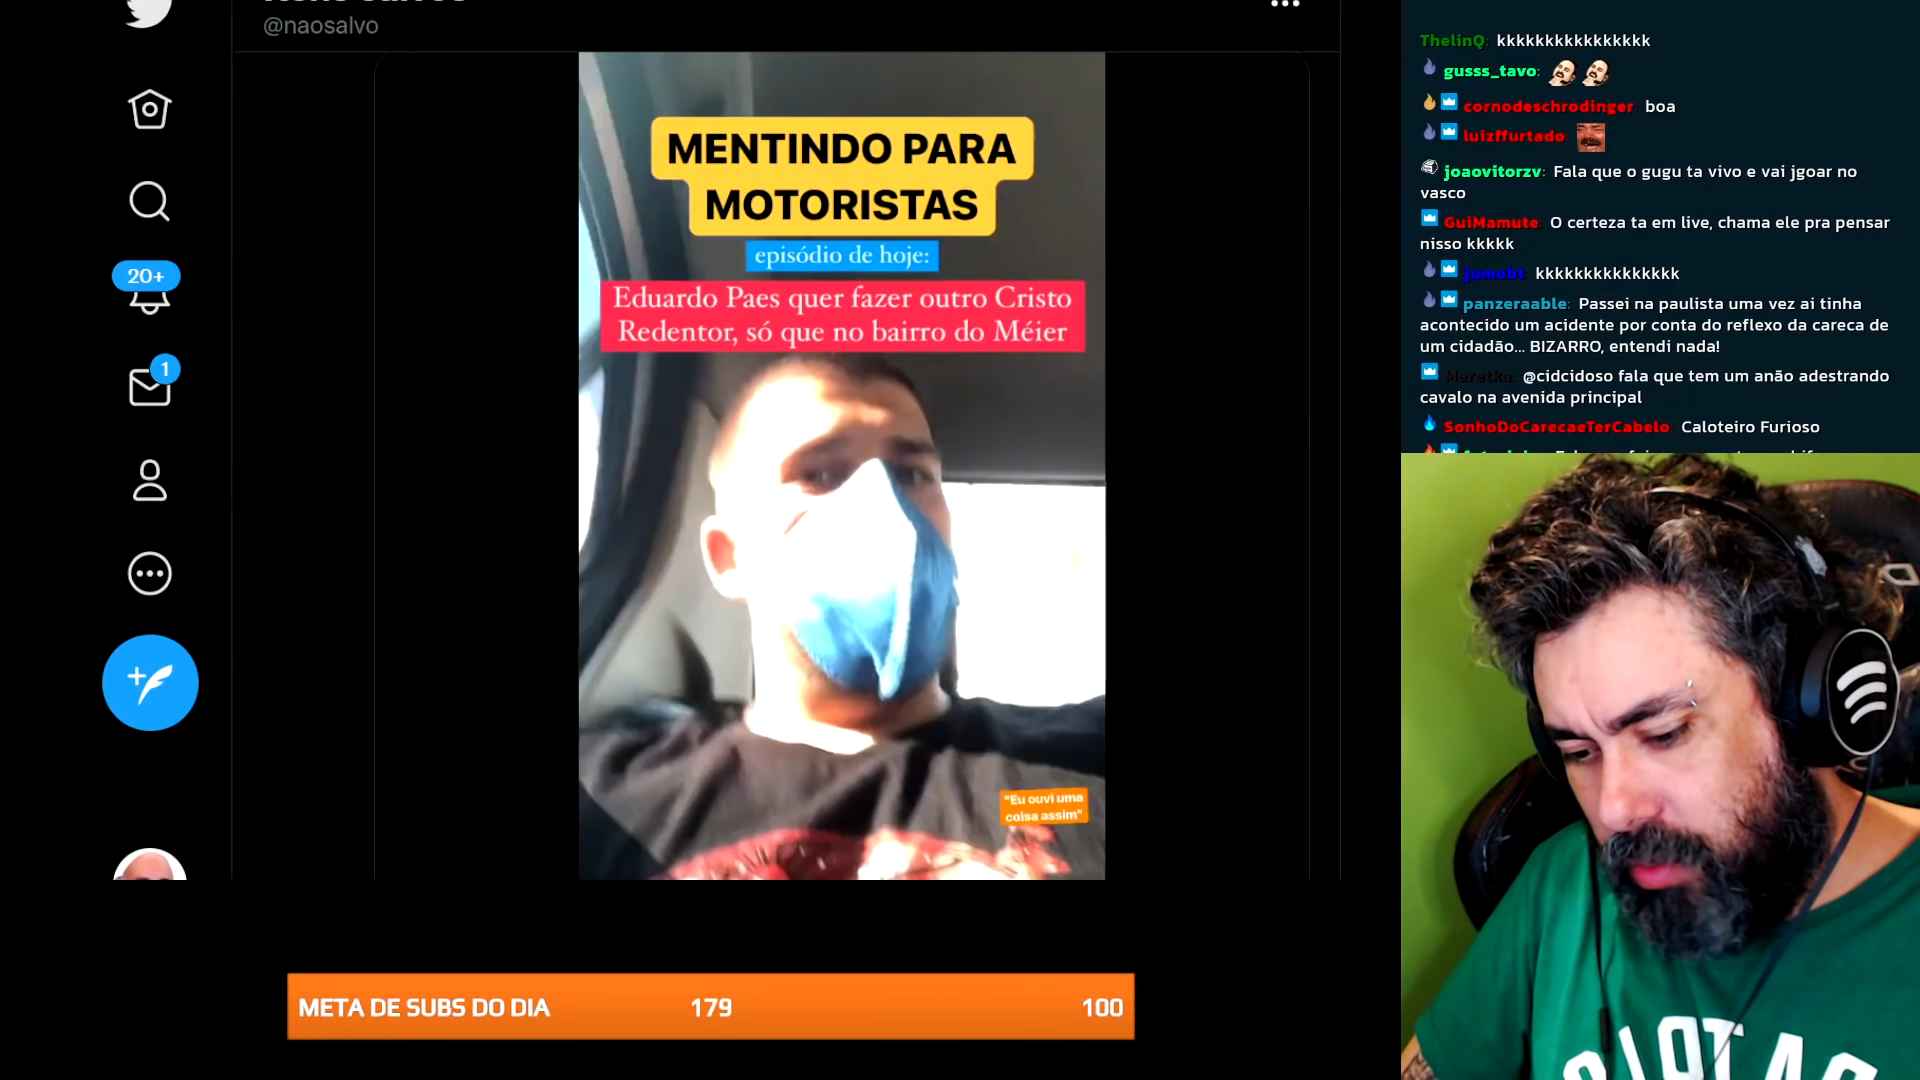 @naosalvo
MENTINDO PARA
MOTORISTAS
episódio de hoje:
Eduardo Paes quer fazer outro Cristo
Redentor, só que no bairro do Méier
"Eu ouvi uma
coisa assim"
20+
1
META DE SUBS DO DIA 179 100
ThelinQ: kkkkkkkkkkkkkkkk
gusss_tavo:
cornodeschrodinger: boa
luizffurtado:
joaovitorzv: Fala que o gugu ta vivo e vai jgoar no
vasco
GuiMamute: O certeza ta em live, chama ele pra pensar
nisso kkkkk
kkkkkkkkkkkkkkk
panzeraable: Passei na paulista uma vez ai tinha
acontecido um acidente por conta do reflexo da careca de
um cidadão... BIZARRO, entendi nada!
@cidcidoso fala que tem um anão adestrando
cavalo na avenida principal
SonhoDoCarecaeTerCabelo: Caloteiro Furioso